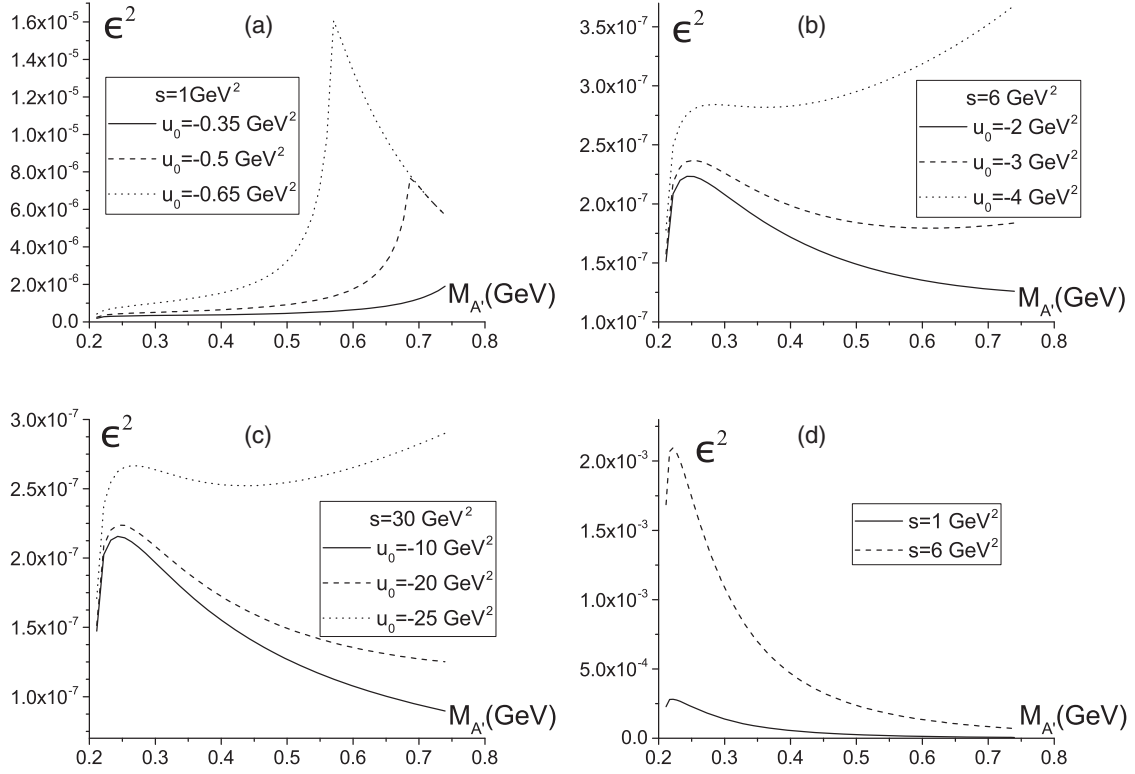 ϵ²
(a)
1.6x10⁻⁵
1.4x10⁻⁵
1.2x10⁻⁵
1.0x10⁻⁵
8.0x10⁻⁶
6.0x10⁻⁶
4.0x10⁻⁶
2.0x10⁻⁶
0.0
s=1GeV²
u₀=-0.35 GeV²
u₀=-0.5 GeV²
u₀=-0.65 GeV²
M_A'(GeV)
0.2 0.3 0.4 0.5 0.6 0.7 0.8
ϵ²
(b)
3.5x10⁻⁷
3.0x10⁻⁷
2.5x10⁻⁷
2.0x10⁻⁷
1.5x10⁻⁷
1.0x10⁻⁷
s=6 GeV²
u₀=-2 GeV²
u₀=-3 GeV²
u₀=-4 GeV²
M_A'(GeV)
0.2 0.3 0.4 0.5 0.6 0.7 0.8
ϵ²
(c)
3.0x10⁻⁷
2.5x10⁻⁷
2.0x10⁻⁷
1.5x10⁻⁷
1.0x10⁻⁷
s=30 GeV²
u₀=-10 GeV²
u₀=-20 GeV²
u₀=-25 GeV²
M_A'(GeV)
0.2 0.3 0.4 0.5 0.6 0.7 0.8
ϵ²
(d)
2.0x10⁻³
1.5x10⁻³
1.0x10⁻³
5.0x10⁻⁴
0.0
s=1 GeV²
s=6 GeV²
M_A'(GeV)
0.2 0.3 0.4 0.5 0.6 0.7 0.8